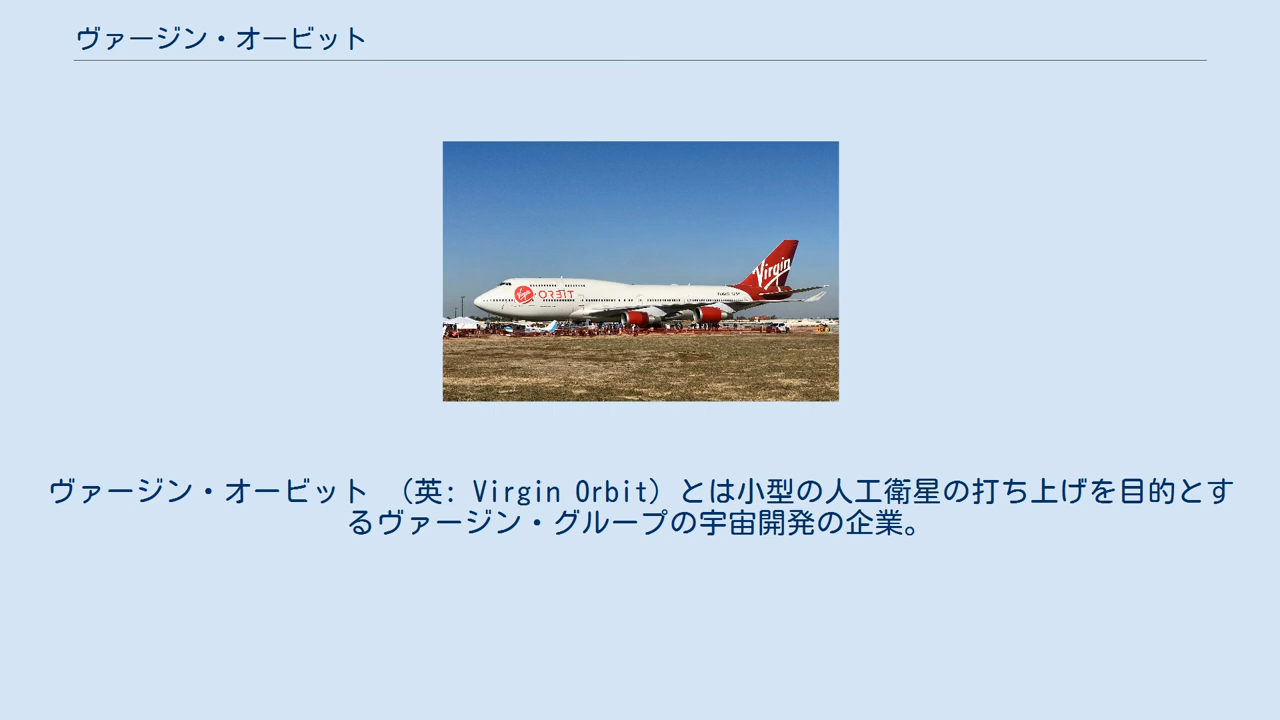 ヴァージン・オービット
Virgin
Virgin ORBIT
ヴァージン・オービット （英: Virgin Orbit）とは小型の人工衛星の打ち上げを目的とす
るヴァージン・グループの宇宙開発の企業。